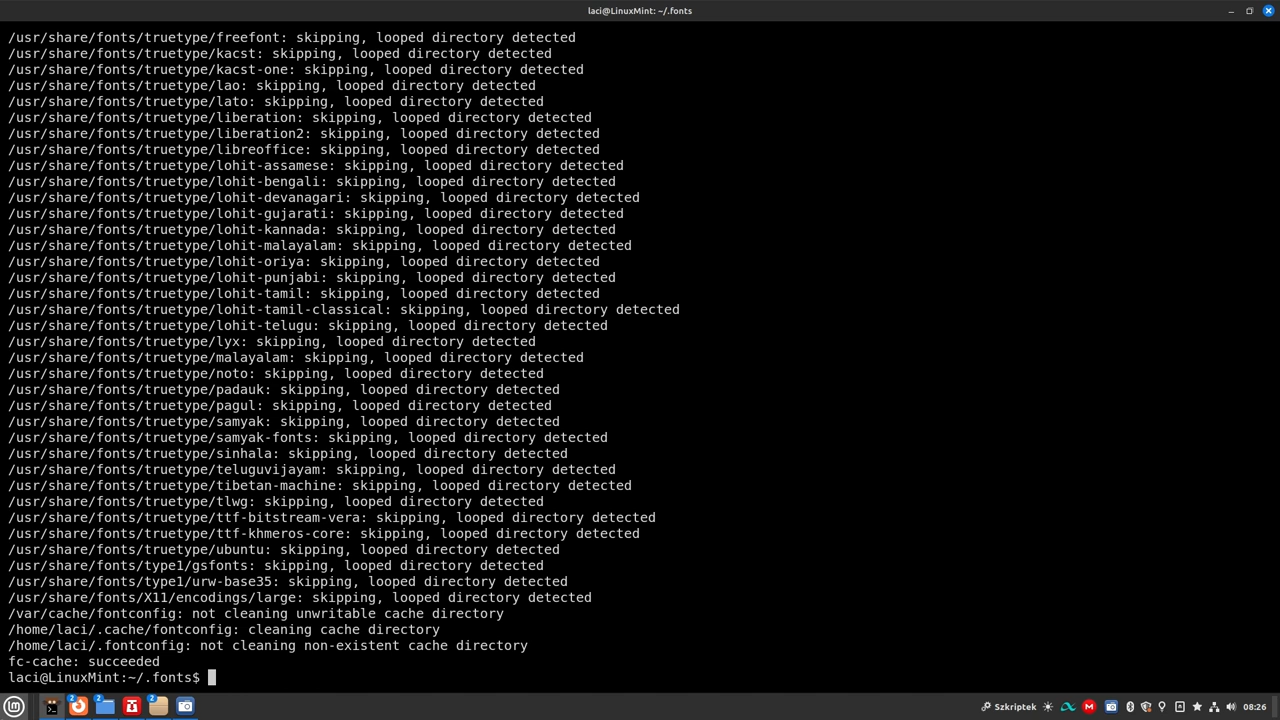 laci@LinuxMint: ~/.fonts
/usr/share/fonts/truetype/freefont: skipping, looped directory detected
/usr/share/fonts/truetype/kacst: skipping, looped directory detected
/usr/share/fonts/truetype/kacst-one: skipping, looped directory detected
/usr/share/fonts/truetype/lao: skipping, looped directory detected
/usr/share/fonts/truetype/lato: skipping, looped directory detected
/usr/share/fonts/truetype/liberation: skipping, looped directory detected
/usr/share/fonts/truetype/liberation2: skipping, looped directory detected
/usr/share/fonts/truetype/libreoffice: skipping, looped directory detected
/usr/share/fonts/truetype/lohit-assamese: skipping, looped directory detected
/usr/share/fonts/truetype/lohit-bengali: skipping, looped directory detected
/usr/share/fonts/truetype/lohit-devanagari: skipping, looped directory detected
/usr/share/fonts/truetype/lohit-gujarati: skipping, looped directory detected
/usr/share/fonts/truetype/lohit-kannada: skipping, looped directory detected
/usr/share/fonts/truetype/lohit-malayalam: skipping, looped directory detected
/usr/share/fonts/truetype/lohit-oriya: skipping, looped directory detected
/usr/share/fonts/truetype/lohit-punjabi: skipping, looped directory detected
/usr/share/fonts/truetype/lohit-tamil: skipping, looped directory detected
/usr/share/fonts/truetype/lohit-tamil-classical: skipping, looped directory detected
/usr/share/fonts/truetype/lohit-telugu: skipping, looped directory detected
/usr/share/fonts/truetype/lyx: skipping, looped directory detected
/usr/share/fonts/truetype/malayalam: skipping, looped directory detected
/usr/share/fonts/truetype/noto: skipping, looped directory detected
/usr/share/fonts/truetype/padauk: skipping, looped directory detected
/usr/share/fonts/truetype/pagul: skipping, looped directory detected
/usr/share/fonts/truetype/samyak: skipping, looped directory detected
/usr/share/fonts/truetype/samyak-fonts: skipping, looped directory detected
/usr/share/fonts/truetype/sinhala: skipping, looped directory detected
/usr/share/fonts/truetype/teluguvijayam: skipping, looped directory detected
/usr/share/fonts/truetype/tibetan-machine: skipping, looped directory detected
/usr/share/fonts/truetype/tlwg: skipping, looped directory detected
/usr/share/fonts/truetype/ttf-bitstream-vera: skipping, looped directory detected
/usr/share/fonts/truetype/ttf-khmeros-core: skipping, looped directory detected
/usr/share/fonts/truetype/ubuntu: skipping, looped directory detected
/usr/share/fonts/type1/gsfonts: skipping, looped directory detected
/usr/share/fonts/type1/urw-base35: skipping, looped directory detected
/usr/share/fonts/X11/encodings/large: skipping, looped directory detected
/var/cache/fontconfig: not cleaning unwritable cache directory
/home/laci/.cache/fontconfig: cleaning cache directory
/home/laci/.fontconfig: not cleaning non-existent cache directory
fc-cache: succeeded
laci@LinuxMint:~/.fonts$
2 2 2 Szkriptek M 08:26